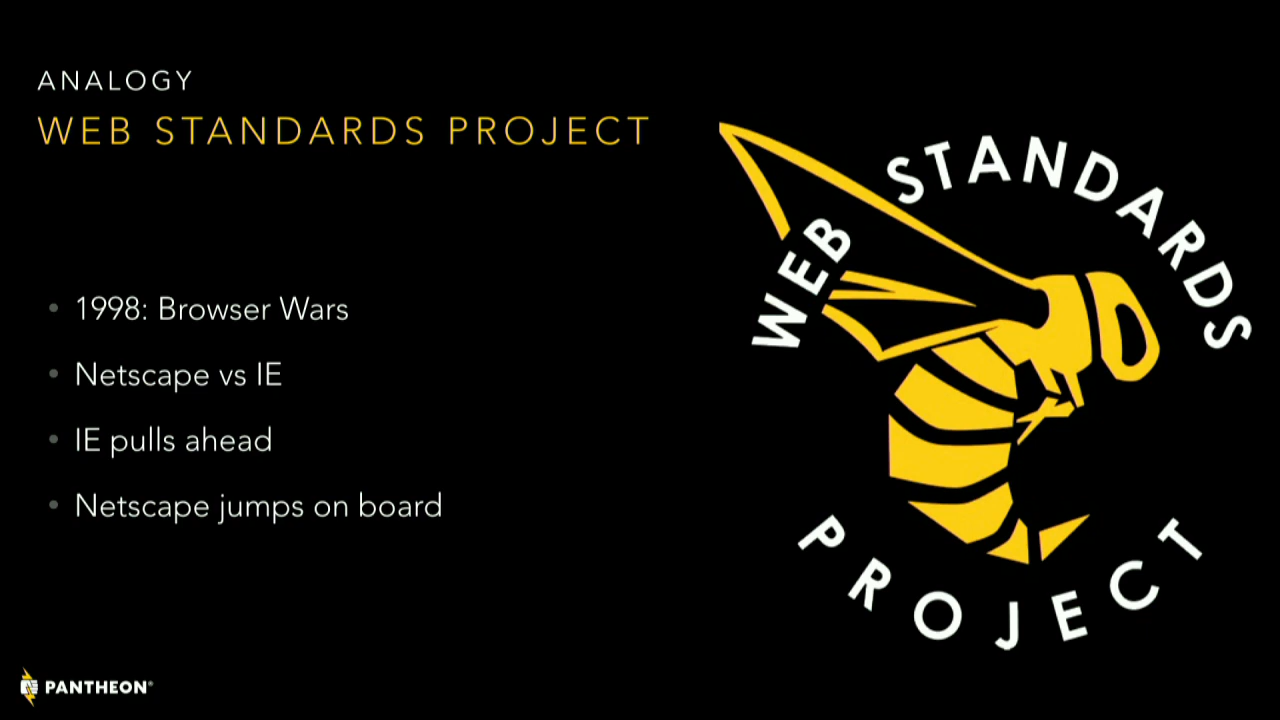 ANALOGY
WEB STANDARDS PROJECT
• 1998: Browser Wars
• Netscape vs IE
• IE pulls ahead
• Netscape jumps on board
WEB STANDARDS
PROJECT
PANTHEON®